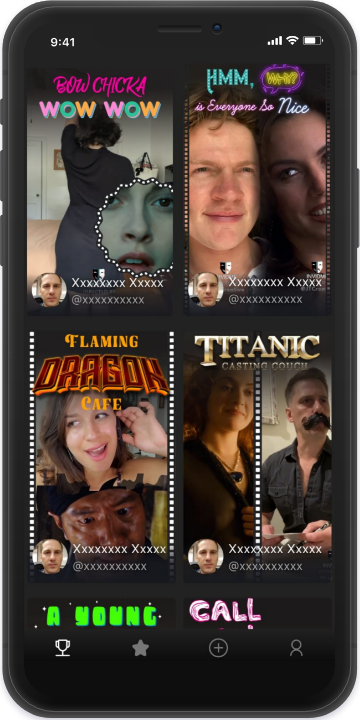 9:41
BOW CHICKA
WOW WOW
HMM, WHY?
is Everyone So Nice
Xxxxxxxx Xxxxx
@xxxxxxxxxx
Xxxxxxxx Xxxxx
@xxxxxxxxxx
FLAMING
DRAGON
CAFE
TITANIC
CASTING COUCH
Xxxxxxxx Xxxxx
@xxxxxxxxxx
Xxxxxxxx Xxxxx
@xxxxxxxxxx
A YOUNG
CALL